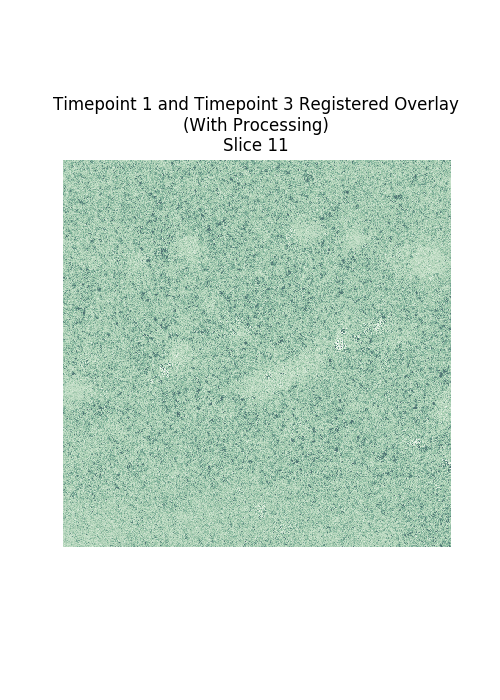 Timepoint 1 and Timepoint 3 Registered Overlay
(With Processing)
Slice 11